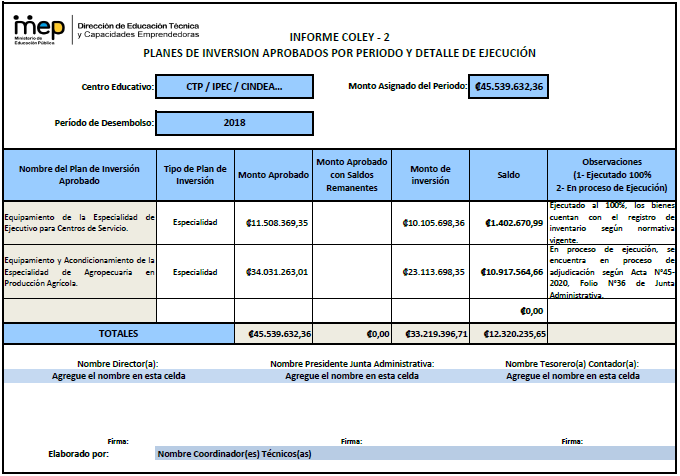 mep
Ministerio de
Educación Pública
Dirección de Educación Técnica
y Capacidades Emprendedoras
INFORME COLEY - 2
PLANES DE INVERSION APROBADOS POR PERIODO Y DETALLE DE EJECUCIÓN
Centro Educativo: CTP / IPEC / CINDEA... Monto Asignado del Periodo: ₡45.539.632,36
Período de Desembolso: 2018
Nombre del Plan de Inversión
Aprobado
Tipo de Plan de
Inversión
Monto Aprobado
Monto Aprobado
con Saldos
Remanentes
Monto de
inversión
Saldo
Observaciones
(1- Ejecutado 100%
2- En proceso de Ejecución)
Equipamiento de la Especialidad de
Ejecutivo para Centros de Servicio.
Especialidad
₡11.508.369,35
₡10.105.698,36
₡1.402.670,99
Ejecutado al 100%, los bienes
cuentan con el registro de
inventario según normativa
vigente.
Equipamiento y Acondicionamiento de la
Especialidad de Agropecuaria en
Producción Agrícola.
Especialidad
₡34.031.263,01
₡23.113.698,35
₡10.917.564,66
En proceso de ejecución, se
encuentra en proceso de
adjudicación según Acta N°45-
2020, Folio N°36 de Junta
Administrativa.
₡0,00
TOTALES ₡45.539.632,36 ₡0,00 ₡33.219.396,71 ₡12.320.235,65
Nombre Director(a): Nombre Presidente Junta Administrativa: Nombre Tesorero(a) Contador(a):
Agregue el nombre en esta celda Agregue el nombre en esta celda Agregue el nombre en esta celda
Firma: Firma: Firma:
Elaborado por: Nombre Coordinador(es) Técnicos(as)